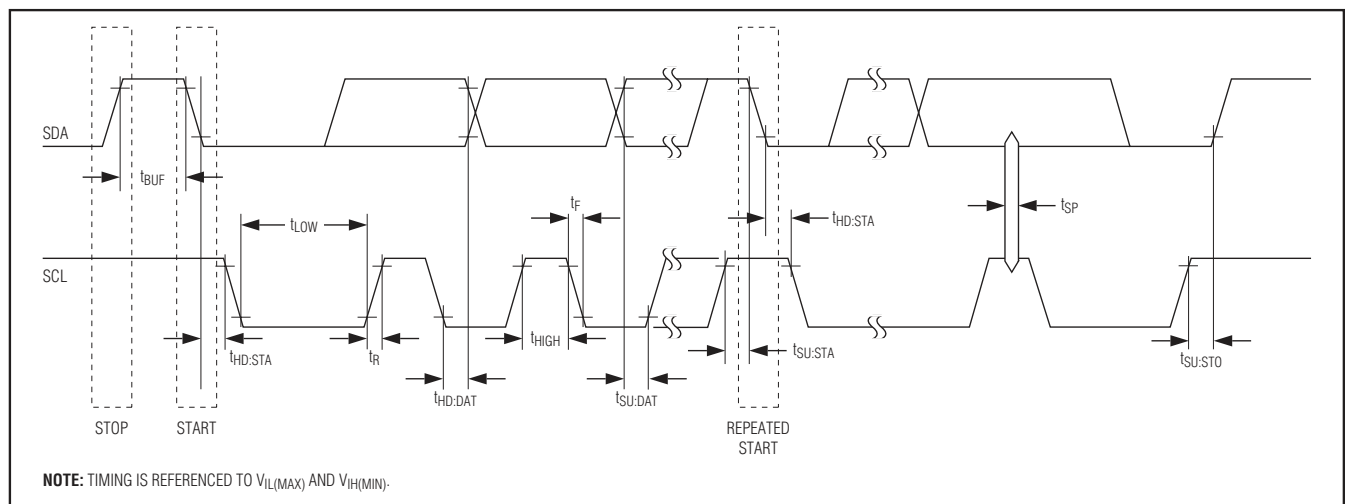 SDA
tBUF
tLOW
tF
tHD:STA
tSP
SCL
tHD:STA
tR
tHIGH
tSU:STA
tSU:STO
tHD:DAT
tSU:DAT
STOP
START
REPEATED
START
NOTE: TIMING IS REFERENCED TO VIL(MAX) AND VIH(MIN).